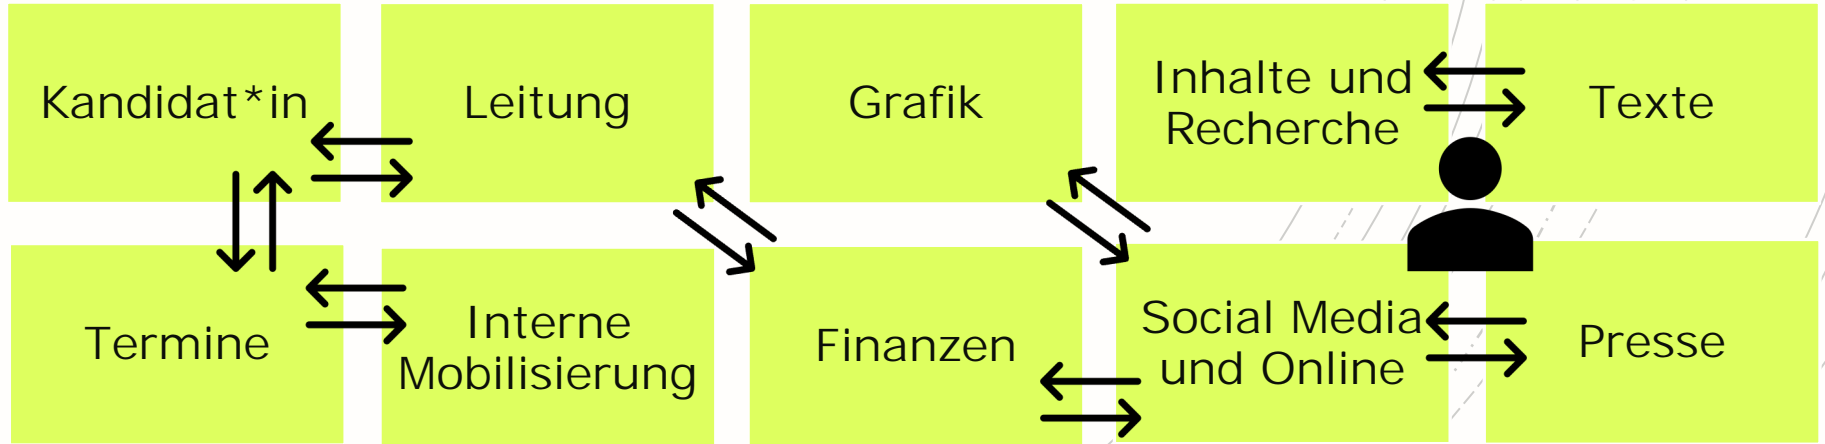 Kandidat*in
Leitung
Grafik
Inhalte und
Recherche
Texte
Termine
Interne
Mobilisierung
Finanzen
Social Media
und Online
Presse